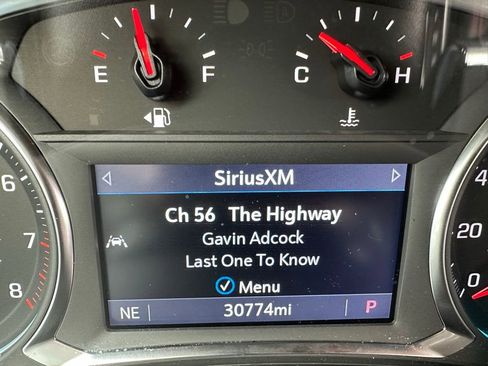 E F C H
SiriusXM
Ch 56 The Highway
Gavin Adcock
Last One To Know
Menu
NE 30774mi P
6
7
8
40
20
0